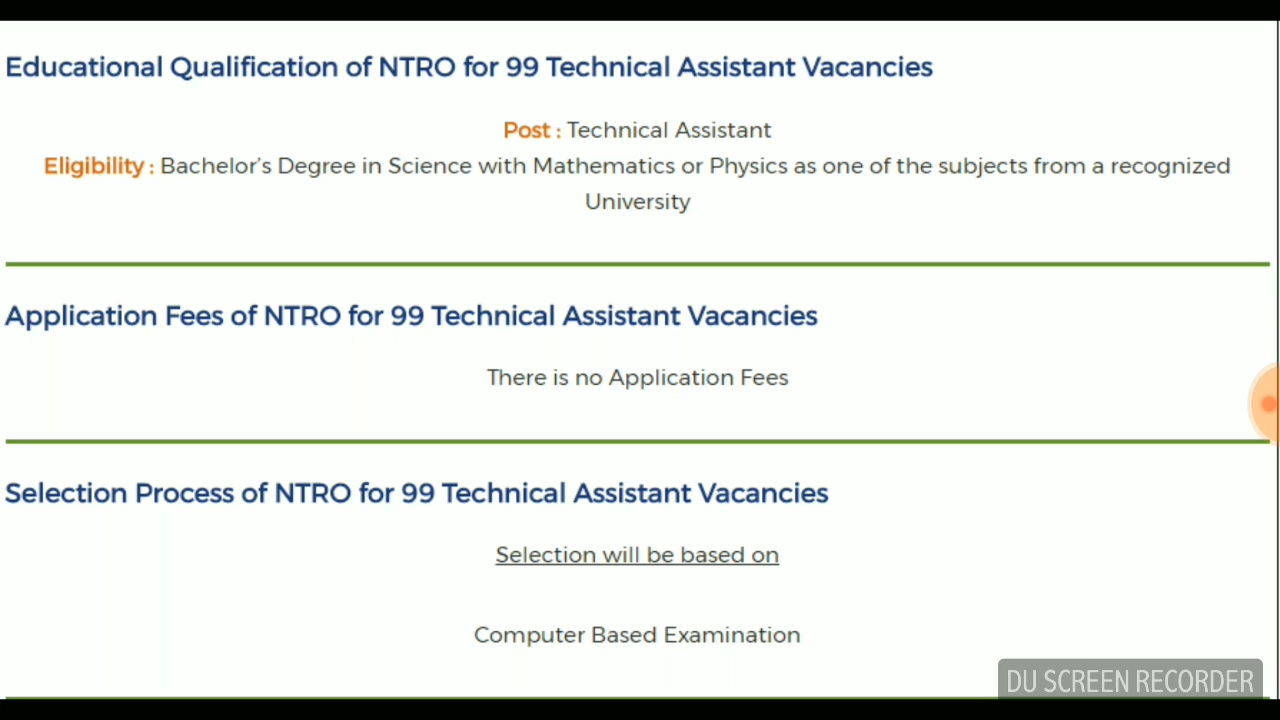 Educational Qualification of NTRO for 99 Technical Assistant Vacancies
Post : Technical Assistant
Eligibility : Bachelor’s Degree in Science with Mathematics or Physics as one of the subjects from a recognized
University
Application Fees of NTRO for 99 Technical Assistant Vacancies
There is no Application Fees
Selection Process of NTRO for 99 Technical Assistant Vacancies
Selection will be based on
Computer Based Examination
DU SCREEN RECORDER